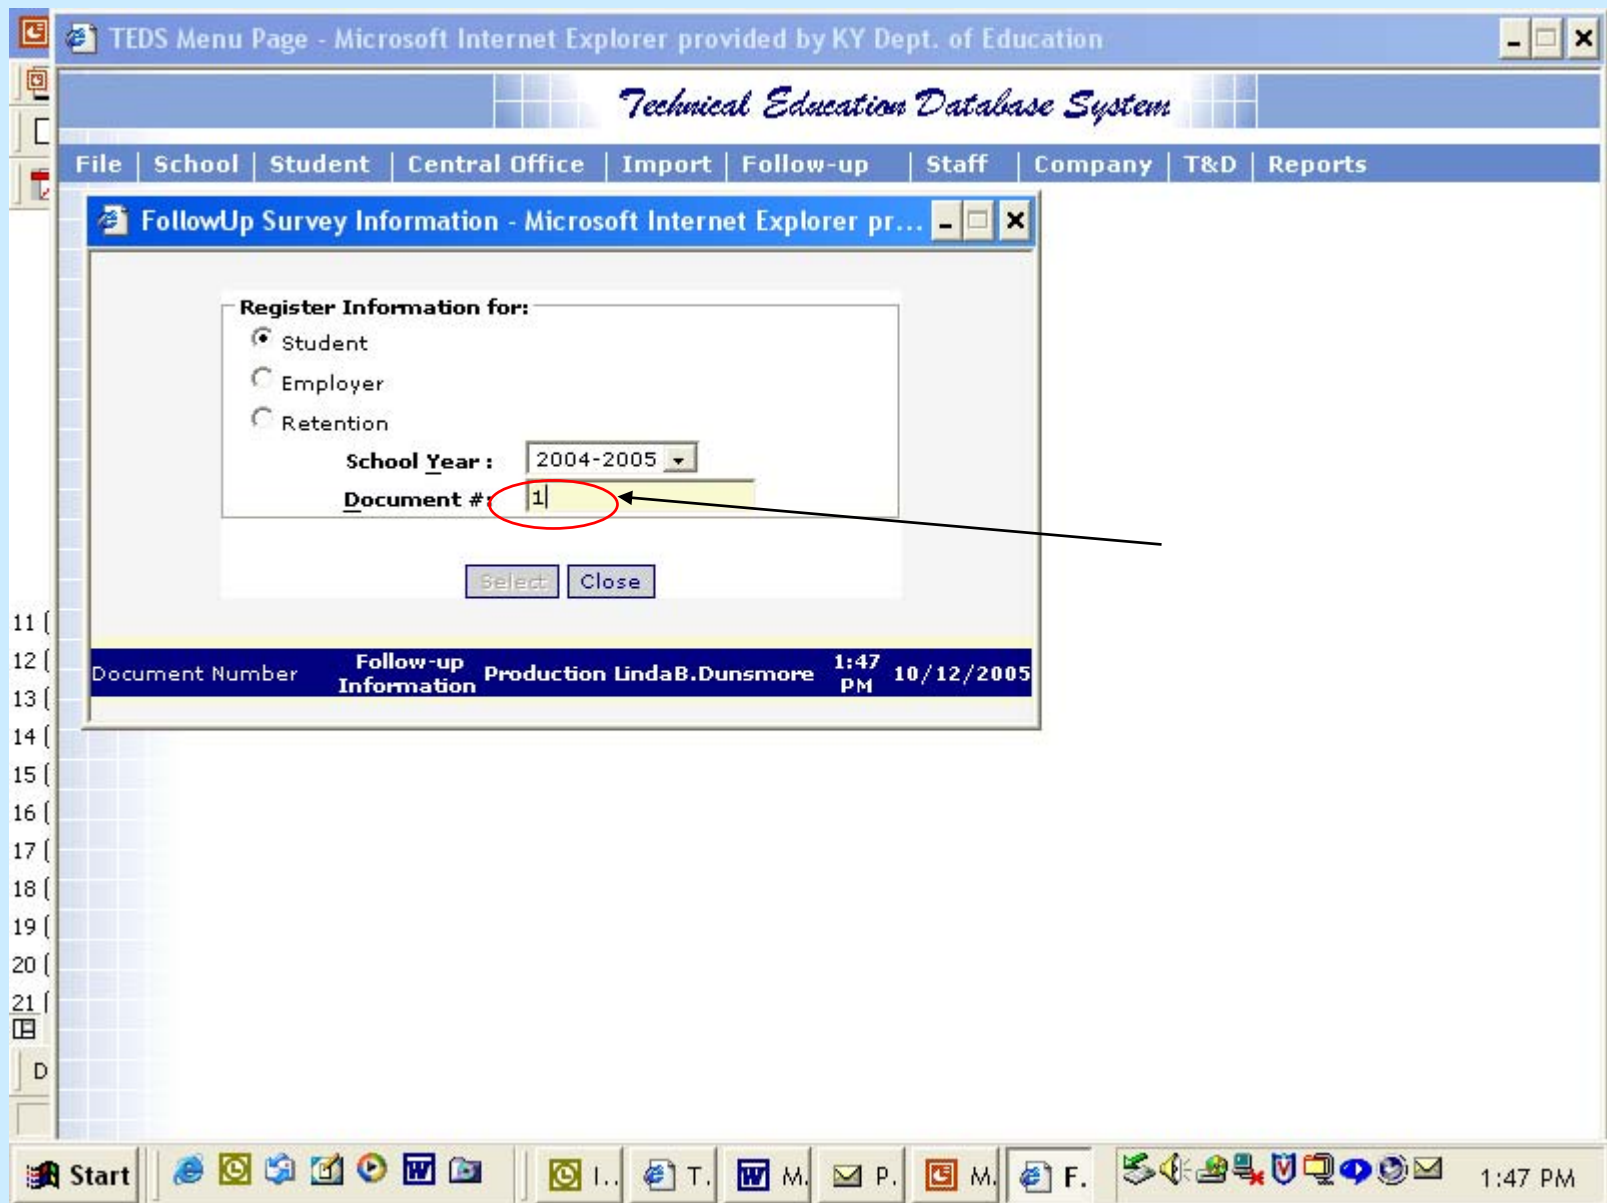 TEDS Menu Page - Microsoft Internet Explorer provided by KY Dept. of Education
Technical Education Database System
File | School | Student | Central Office | Import | Follow-up | Staff | Company | T&D | Reports
FollowUp Survey Information - Microsoft Internet Explorer pr...
Register Information for:
Student
Employer
Retention
School Year : 2004-2005
Document #: 1
Select Close
Document Number Follow-up Information Production LindaB.Dunsmore 1:47 PM 10/12/2005
11 [
12 [
13 [
14 [
15 [
16 [
17 [
18 [
19 [
20 [
21 [
D
Start I... T. M. P. M. F. 1:47 PM